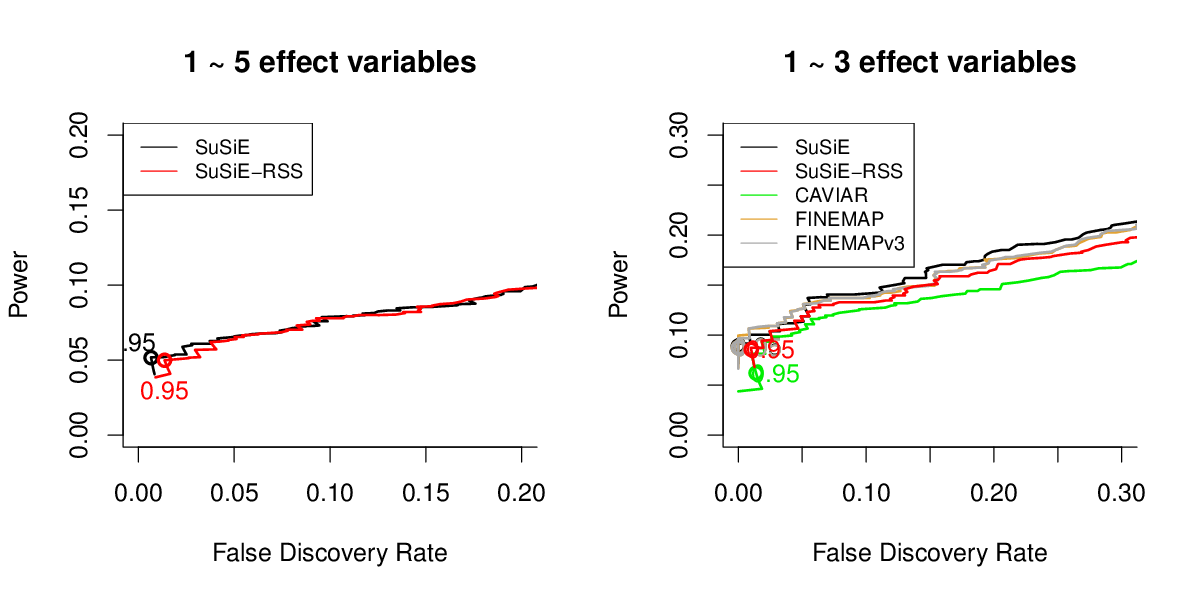 1 ~ 5 effect variables
Power
0.20
0.15
0.10
0.05
0.00
SuSiE
SuSiE−RSS
.95
0.95
0.00 0.05 0.10 0.15 0.20
False Discovery Rate
1 ~ 3 effect variables
Power
0.30
0.20
0.10
0.00
SuSiE
SuSiE−RSS
CAVIAR
FINEMAP
FINEMAPv3
.95
.95
0.00 0.10 0.20 0.30
False Discovery Rate